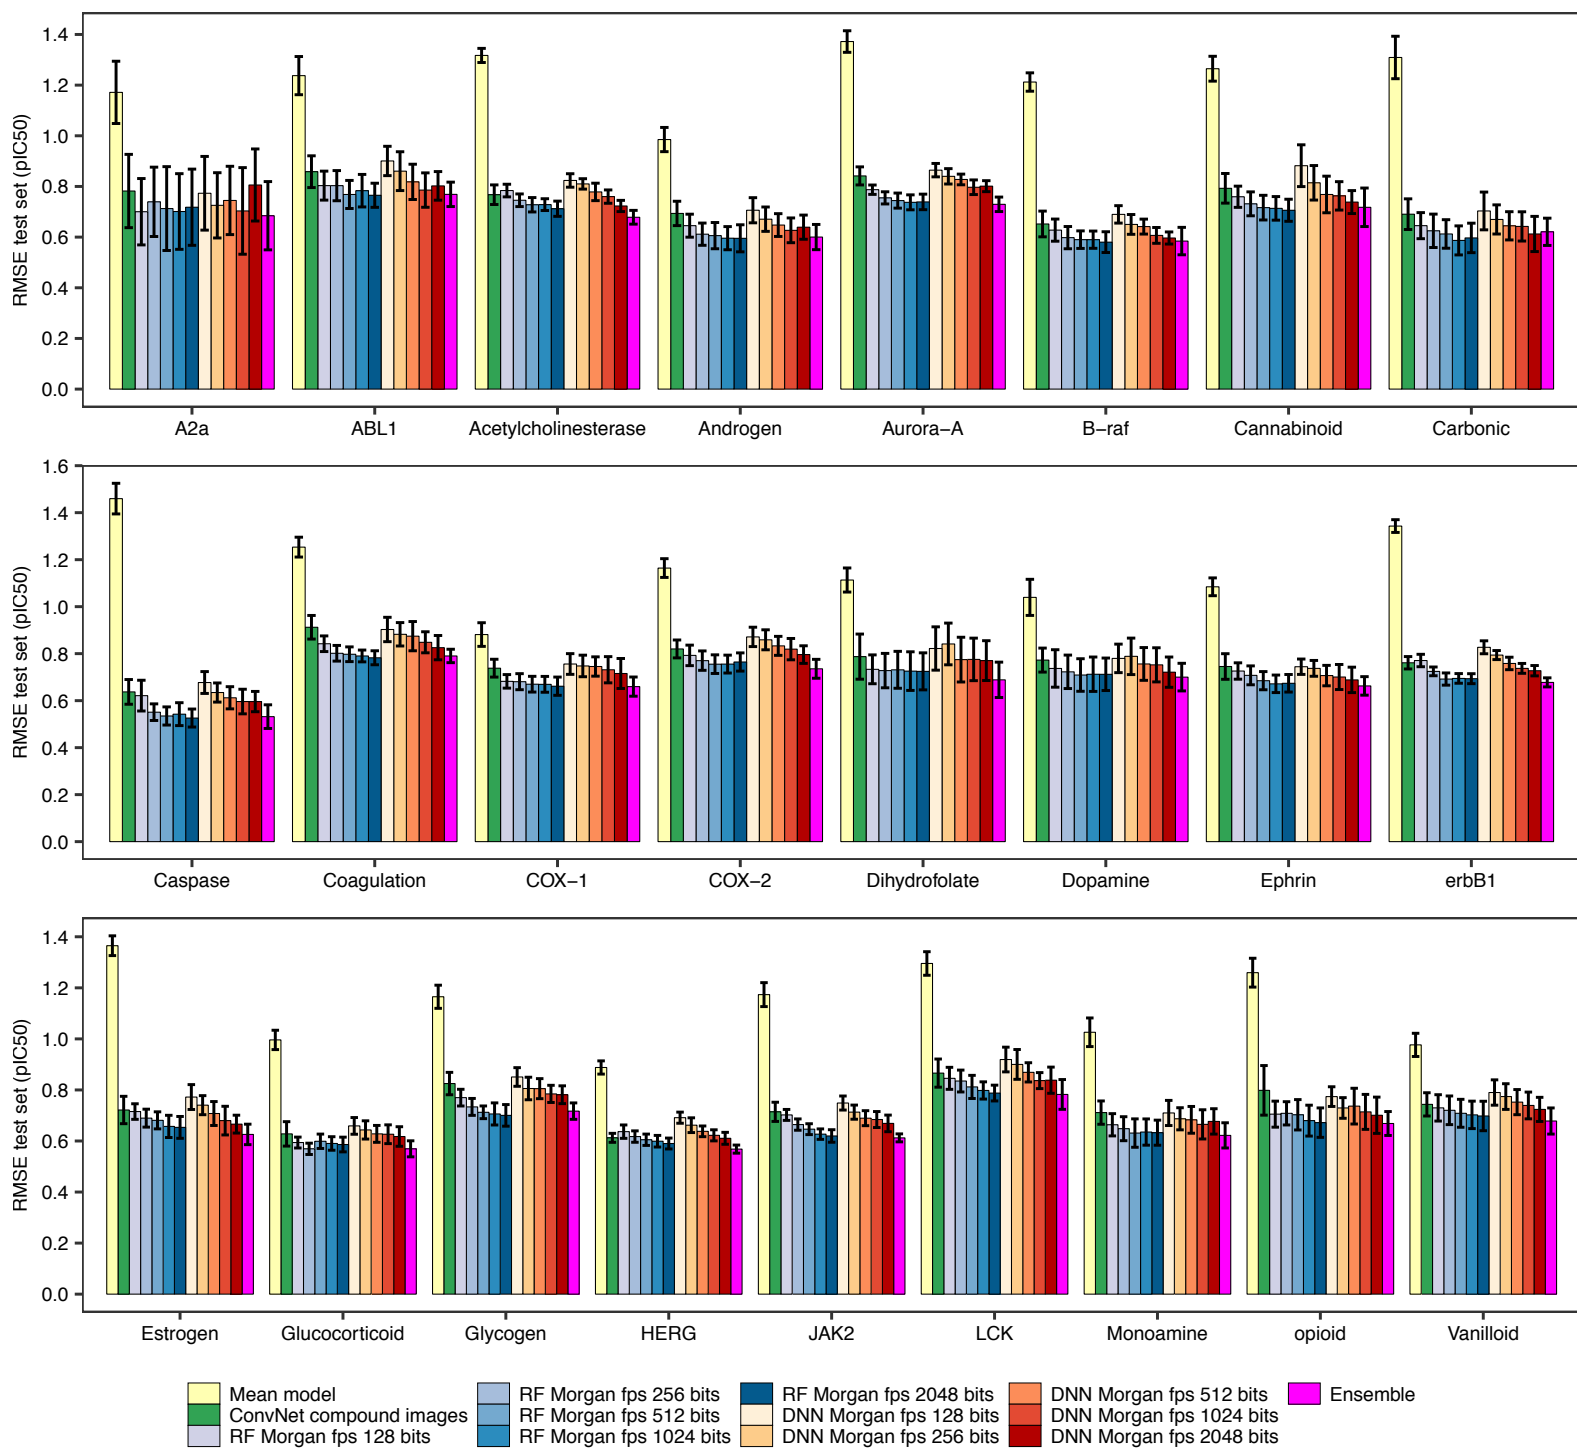 RMSE test set (pIC50)
1.4
1.2
1.0
0.8
0.6
0.4
0.2
0.0
A2a ABL1 Acetylcholinesterase Androgen Aurora−A B−raf Cannabinoid Carbonic
RMSE test set (pIC50)
1.6
1.4
1.2
1.0
0.8
0.6
0.4
0.2
0.0
Caspase Coagulation COX−1 COX−2 Dihydrofolate Dopamine Ephrin erbB1
RMSE test set (pIC50)
1.4
1.2
1.0
0.8
0.6
0.4
0.2
0.0
Estrogen Glucocorticoid Glycogen HERG JAK2 LCK Monoamine opioid Vanilloid
Mean model RF Morgan fps 256 bits RF Morgan fps 2048 bits DNN Morgan fps 512 bits Ensemble
ConvNet compound images RF Morgan fps 512 bits DNN Morgan fps 128 bits DNN Morgan fps 1024 bits
RF Morgan fps 128 bits RF Morgan fps 1024 bits DNN Morgan fps 256 bits DNN Morgan fps 2048 bits